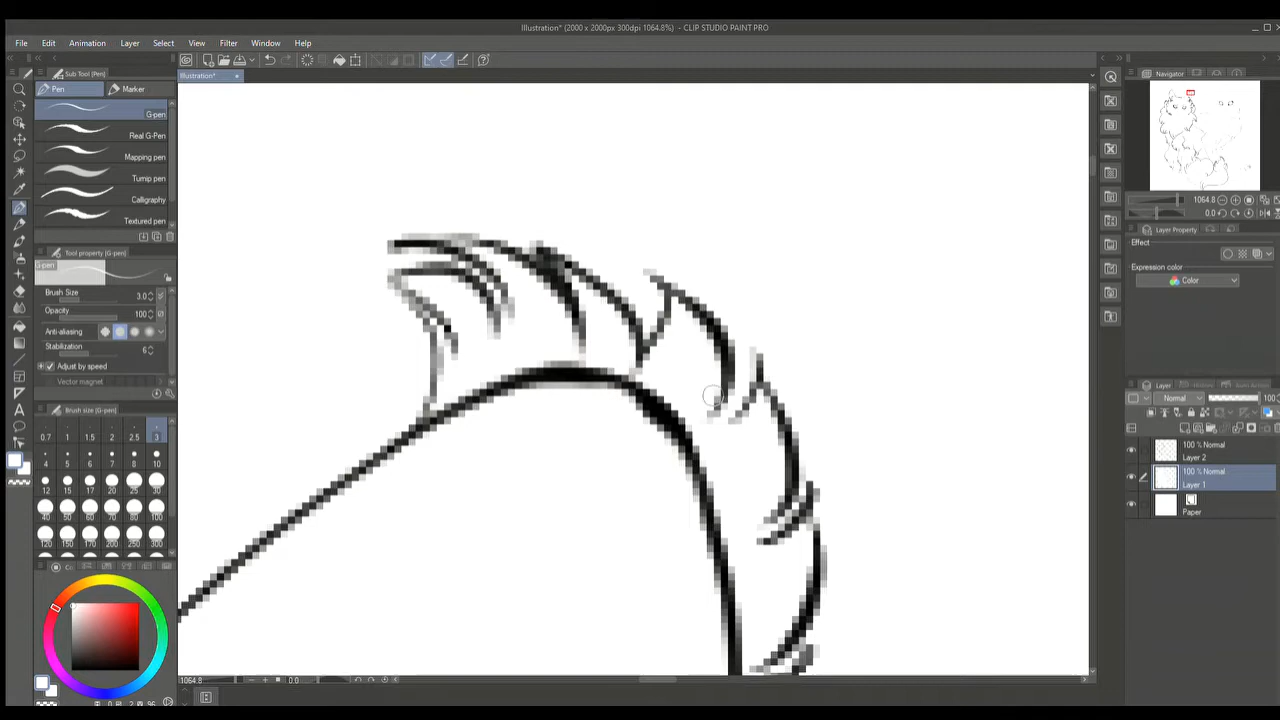 Illustration* (2000 x 2000px 300dpi 1064.8%) - CLIP STUDIO PAINT PRO
File Edit Animation Layer Select View Filter Window Help
Sub Tool [Pen]
Illustration*
Navigator
Pen Marker
G-pen
Real G-Pen
Mapping pen
Turnip pen
Calligraphy
Textured pen
1064.8
0.0
Tool property [G-pen]
Layer Property
G-pen
Effect
Expression color
Color
Brush Size 3.0
Opacity 100
Anti-aliasing
Stabilization 6
Adjust by speed
Vector magnet
Layer
Normal 100
Brush size [G-pen]
0.7 1 1.5 2 2.5 3
4 5 6 7 8 10
12 15 17 20 25 30
40 50 60 70 80 100
120 150 170 200 250 300
100 % Normal
Layer 2
100 % Normal
Layer 1
Paper
1064.8 0.0